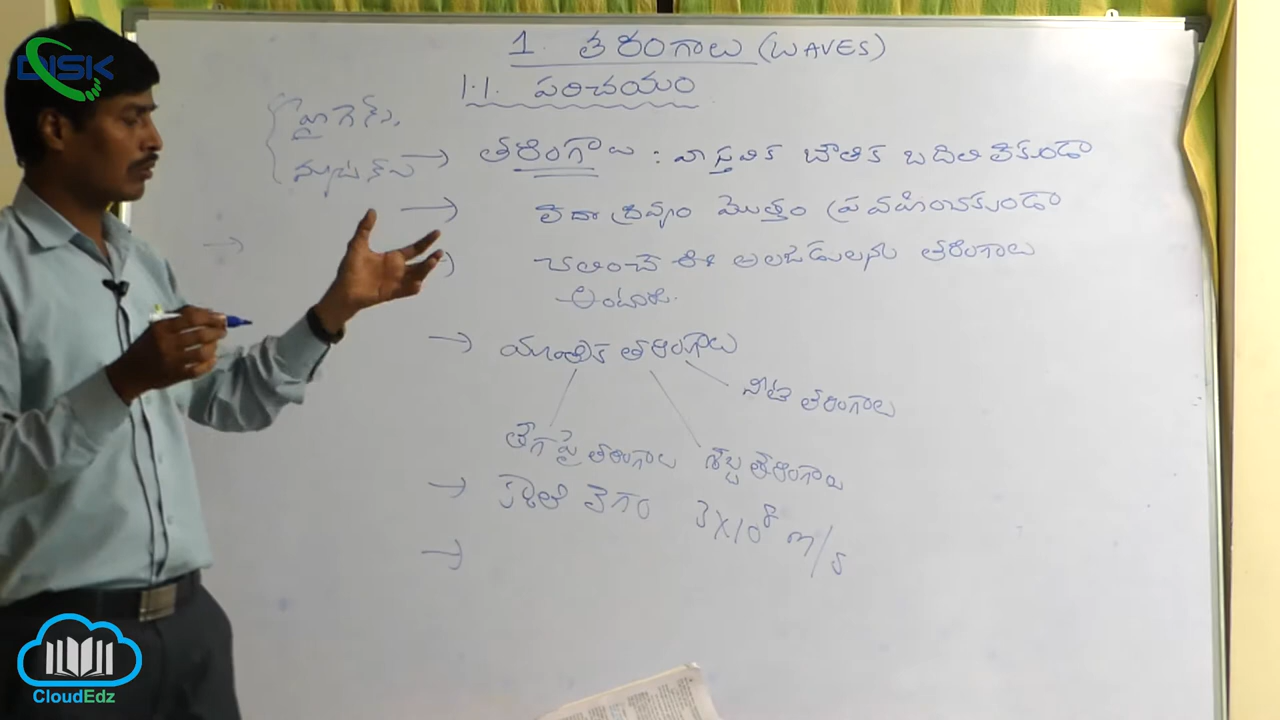 DISK
1. తరంగాలు (WAVES)
1.1. పరిచయం
హైగెన్స్,
న్యూటన్
→ తరంగాలు : వాస్తవిక భౌతిక బదిలీ లేకుండా
→ లేదా ద్రవ్యం మొత్తం ప్రవహించకుండా
చలించే ఈ అలజడులను తరంగాలు
అంటారు.
→ యాంత్రిక తరంగాలు
నీటి తరంగాలు
తీగపై తరంగాలు శబ్ద తరంగాలు
→ కాంతి వేగం 3×10⁸ m/s
CloudEdz